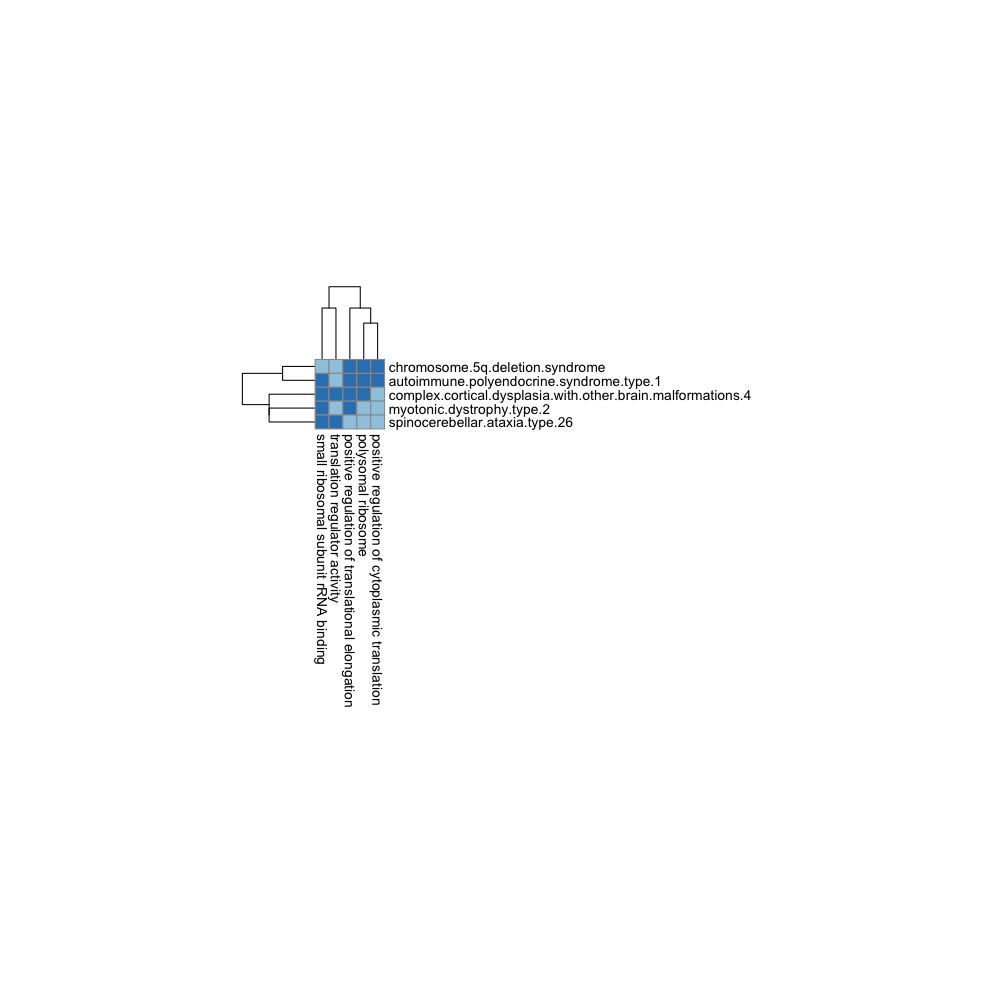 chromosome.5q.deletion.syndrome
autoimmune.polyendocrine.syndrome.type.1
complex.cortical.dysplasia.with.other.brain.malformations.4
myotonic.dystrophy.type.2
spinocerebellar.ataxia.type.26
small ribosomal subunit rRNA binding
translation regulator activity
positive regulation of translational elongation
polysomal ribosome
positive regulation of cytoplasmic translation